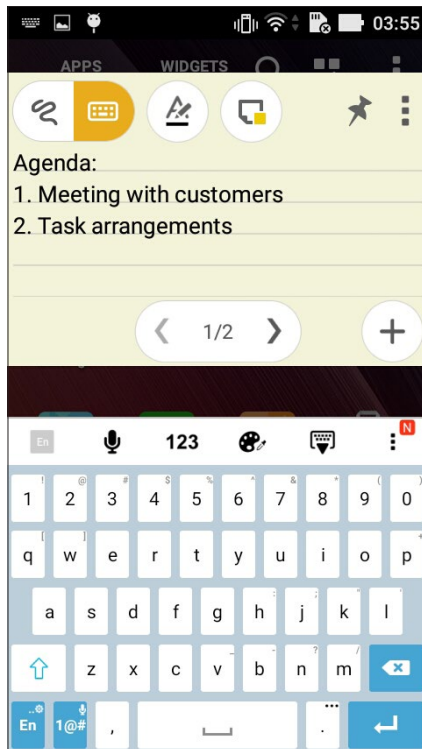 03:55
APPS WIDGETS
Agenda:
1. Meeting with customers
2. Task arrangements
1/2
En 123 N
! @ # $ % ^ & * ( )
1 2 3 4 5 6 7 8 9 0
[ ] +
q w e r t y u i o p
: ; " '
a s d f g h j k l
_ - ? /
z x c v b n m
En 1@# , .